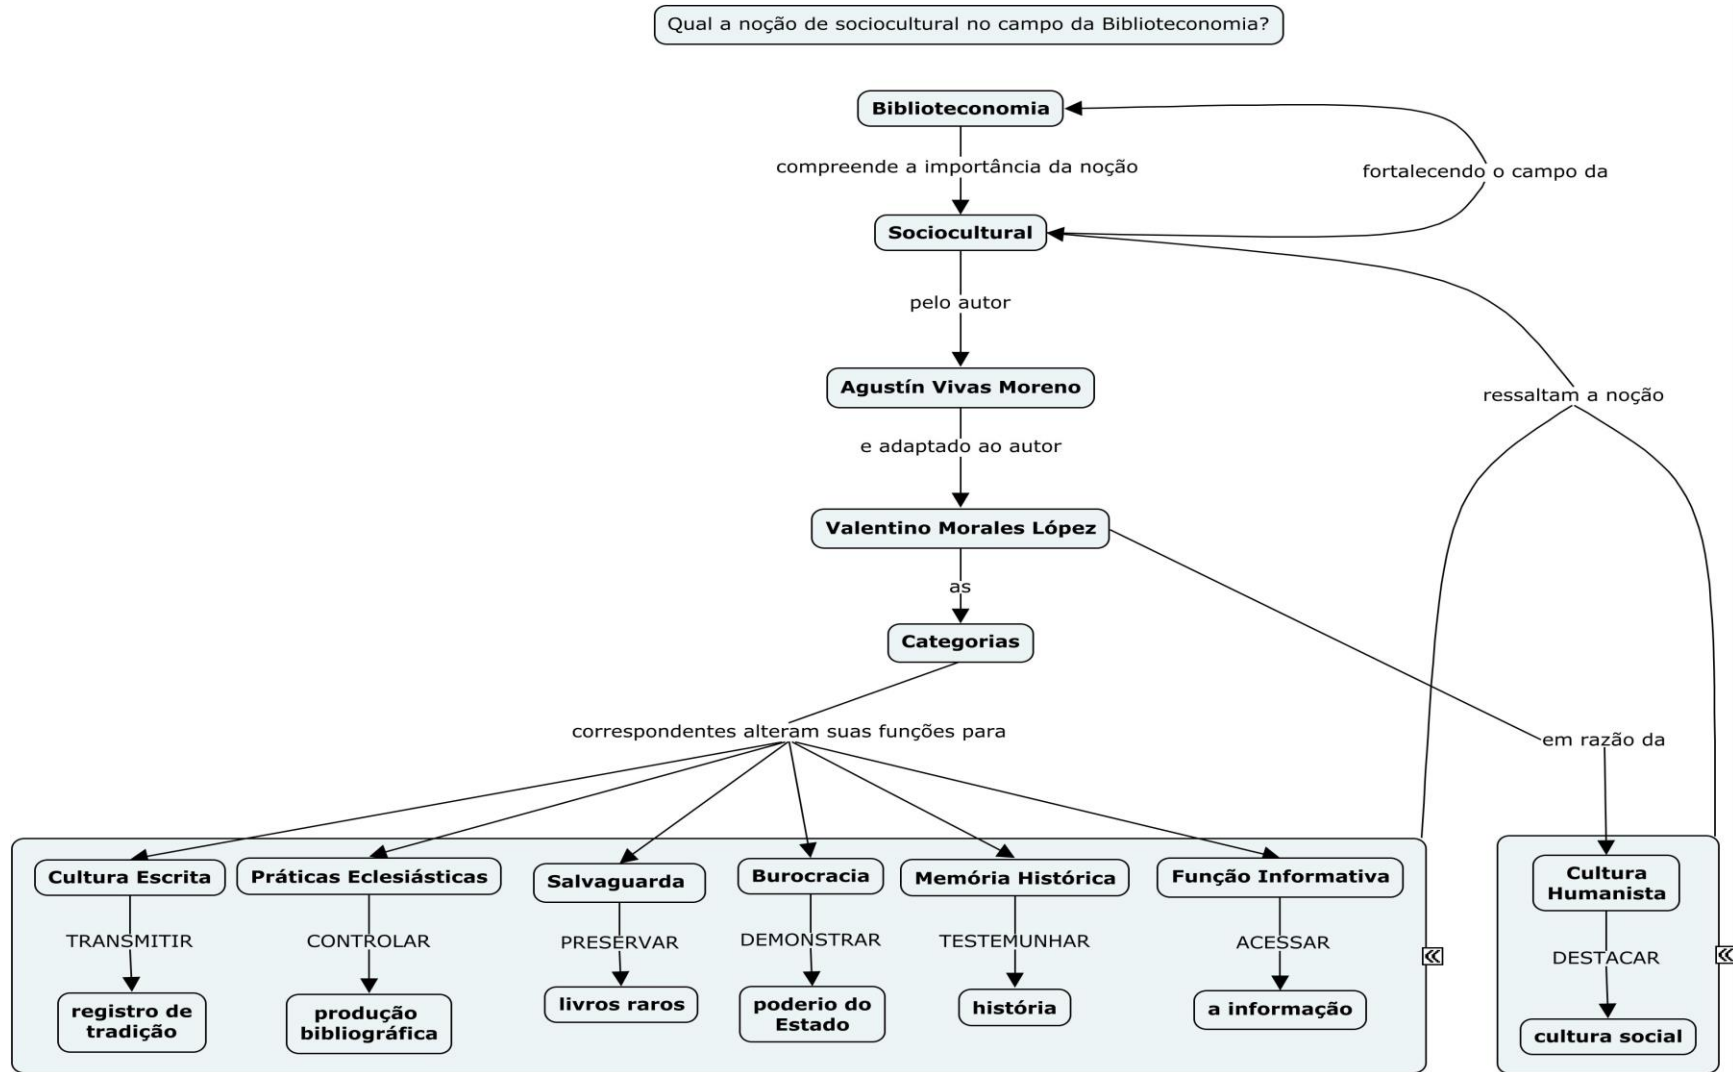 Qual a noção de sociocultural no campo da Biblioteconomia?
Biblioteconomia
compreende a importância da noção
fortalecendo o campo da
Sociocultural
pelo autor
Agustín Vivas Moreno
ressaltam a noção
e adaptado ao autor
Valentino Morales López
as
Categorias
correspondentes alteram suas funções para
em razão da
Cultura Escrita
Práticas Eclesiásticas
Salvaguarda
Burocracia
Memória Histórica
Função Informativa
Cultura
Humanista
TRANSMITIR
CONTROLAR
PRESERVAR
DEMONSTRAR
TESTEMUNHAR
ACESSAR
DESTACAR
registro de
tradição
produção
bibliográfica
livros raros
poderio do
Estado
história
a informação
cultura social